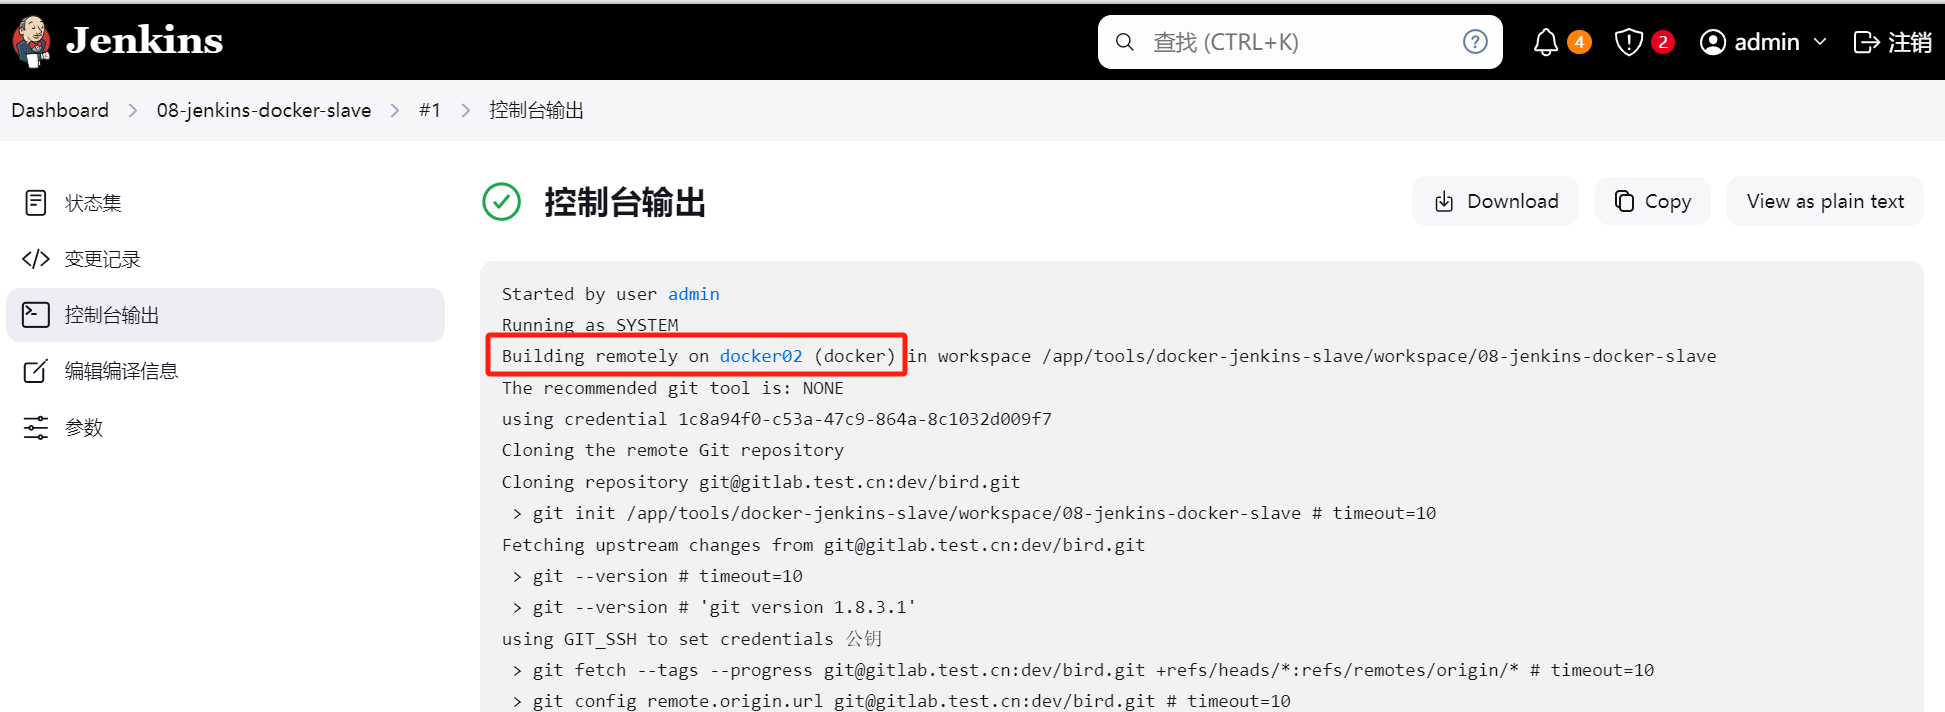 Jenkins
查找 (CTRL+K)
4
2
admin
注销
Dashboard
08-jenkins-docker-slave
#1
控制台输出
状态集
变更记录
控制台输出
编辑编译信息
参数
控制台输出
Download
Copy
View as plain text
Started by user admin
Running as SYSTEM
Building remotely on docker02 (docker) in workspace /app/tools/docker-jenkins-slave/workspace/08-jenkins-docker-slave
The recommended git tool is: NONE
using credential 1c8a94f0-c53a-47c9-864a-8c1032d009f7
Cloning the remote Git repository
Cloning repository git@gitlab.test.cn:dev/bird.git
> git init /app/tools/docker-jenkins-slave/workspace/08-jenkins-docker-slave # timeout=10
Fetching upstream changes from git@gitlab.test.cn:dev/bird.git
> git --version # timeout=10
> git --version # 'git version 1.8.3.1'
using GIT_SSH to set credentials 公钥
> git fetch --tags --progress git@gitlab.test.cn:dev/bird.git +refs/heads/*:refs/remotes/origin/* # timeout=10
> git config remote.origin.url git@gitlab.test.cn:dev/bird.git # timeout=10